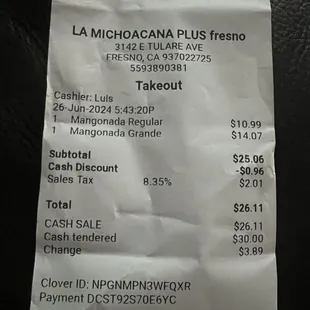 LA MICHOACANA PLUS fresno
3142 E TULARE AVE
FRESNO, CA 937022725
5593890381
Takeout
Cashier: Luis
26-Jun-2024 5:43:20P
1 Mangonada Regular $10.99
1 Mangonada Grande $14.07
Subtotal $25.06
Cash Discount -$0.96
Sales Tax 8.35% $2.01
Total $26.11
CASH SALE $26.11
Cash tendered $30.00
Change $3.89
Clover ID: NPGNMPN3WFQXR
Payment DCST92S70E6YC